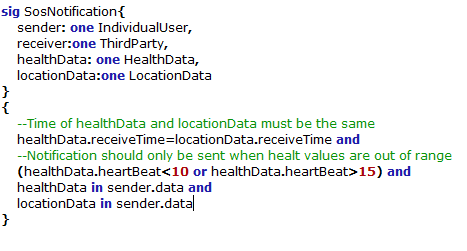 sig SosNotification{
sender: one IndividualUser,
receiver:one ThirdParty,
healthData: one HealthData,
locationData:one LocationData
}
{
--Time of healthData and locationData must be the same
healthData.receiveTime=locationData.receiveTime and
--Notification should only be sent when healt values are out of range
(healthData.heartBeat<10 or healthData.heartBeat>15) and
healthData in sender.data and
locationData in sender.data
}